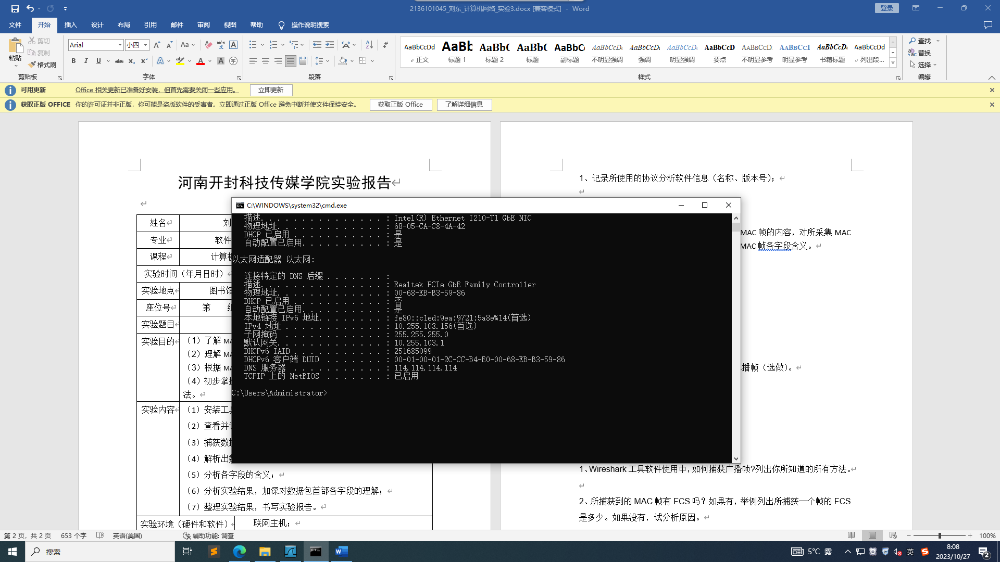 2136101045_刘东_计算机网络_实验3.docx [兼容模式] - Word
登录
文件 开始 插入 设计 布局 引用 邮件 审阅 视图 帮助 操作说明搜索
粘贴
剪切
复制
格式刷
剪贴板
Arial 小四
字体
段落
AaBbCcDd 正文
AaBb 标题 1
AaBb( 标题 2
AaBb( 标题
AaBbC 副标题
AaBbCcD 不明显强调
AaBbCcD 强调
AaBbCcD 明显强调
AaBbCcD 要点
AABBCCD 不明显参考
AABBCCI 明显参考
AaBbCcD 书籍标题
AaBbCcDd 列出段...
样式
查找
替换
选择
编辑
可用更新 Office 相关更新已准备好安装，但首先需要关闭一些应用。 立即更新
获取正版 OFFICE 你的许可证并非正版，你可能是盗版软件的受害者。立即通过正版 Office 避免中断并使文件保持安全。 获取正版 Office 了解详细信息
河南开封科技传媒学院实验报告
姓名 刘
专业 软件
课程 计算机
实验时间（年月日时）
实验地点 图书馆
座位号 第
实验题目
实验目的 （1）了解 MA
（2）理解 MA
（3）根据 MA
（4）初步掌握
法。
实验内容 （1）安装工具
（2）查看并
（3）捕获数据
（4）解析出数
（5）分析各字段的含义；
（6）分析实验结果，加深对数据包首部各字段的理解；
（7）整理实验结果，书写实验报告。
实验环境（硬件和软件） 联网主机；
C:\WINDOWS\system32\cmd.exe
描述. . . . . . . . . . . . . . . : Intel(R) Ethernet I210-T1 GbE NIC
物理地址. . . . . . . . . . . . . : 68-05-CA-C8-4A-42
DHCP 已启用 . . . . . . . . . . . : 是
自动配置已启用. . . . . . . . . . : 是
以太网适配器 以太网:
连接特定的 DNS 后缀 . . . . . . . :
描述. . . . . . . . . . . . . . . : Realtek PCIe GbE Family Controller
物理地址. . . . . . . . . . . . . : 00-68-EB-B3-59-86
DHCP 已启用 . . . . . . . . . . . : 否
自动配置已启用. . . . . . . . . . : 是
本地链接 IPv6 地址. . . . . . . . : fe80::c1ed:9ea:9721:5a8e%14(首选)
IPv4 地址 . . . . . . . . . . . . : 10.255.103.156(首选)
子网掩码 . . . . . . . . . . . . : 255.255.255.0
默认网关. . . . . . . . . . . . . : 10.255.103.1
DHCPv6 IAID . . . . . . . . . . . : 251685099
DHCPv6 客户端 DUID . . . . . . . : 00-01-00-01-2C-CC-B4-E0-00-68-EB-B3-59-86
DNS 服务器 . . . . . . . . . . . : 114.114.114.114
TCPIP 上的 NetBIOS . . . . . . . : 已启用
C:\Users\Administrator>
1、记录所使用的协议分析软件信息（名称、版本号）；
MAC 帧的内容，对所采集 MAC
MAC 帧各字段含义。
播帧（选做）。
1、Wireshark 工具软件使用中，如何捕获广播帧?列出你所知道的所有方法。
2、所捕获到的 MAC 帧有 FCS 吗？如果有，举例列出所捕获一个帧的 FCS
是多少。如果没有，试分析原因。
第 2 页，共 2 页 653 个字 英语(美国) 辅助功能: 调查 100%
搜索
5°C 雾
英
8:08
2023/10/27
2